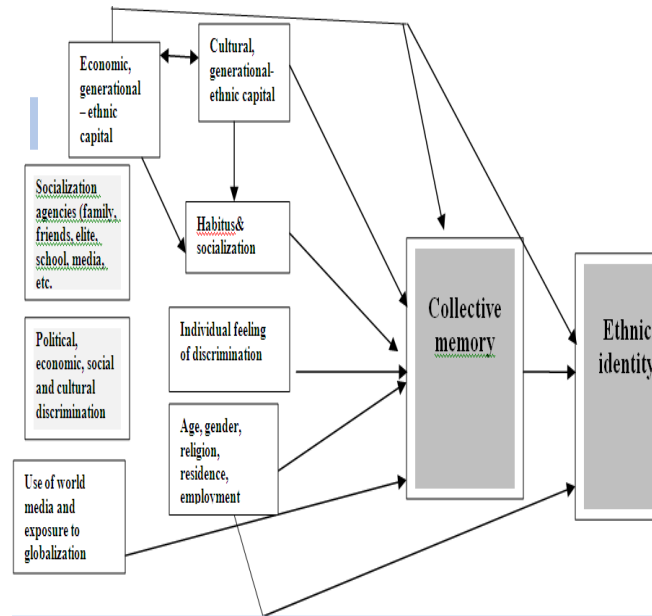 Economic,
generational
– ethnic
capital
Cultural,
generational-
ethnic capital
Socialization
agencies (family,
friends, elite,
school, media,
etc.
Habitus&
socialization
Political,
economic, social
and cultural
discrimination
Individual feeling
of discrimination
Age, gender,
religion,
residence,
employment
Use of world
media and
exposure to
globalization
Collective
memory
Ethnic
identity